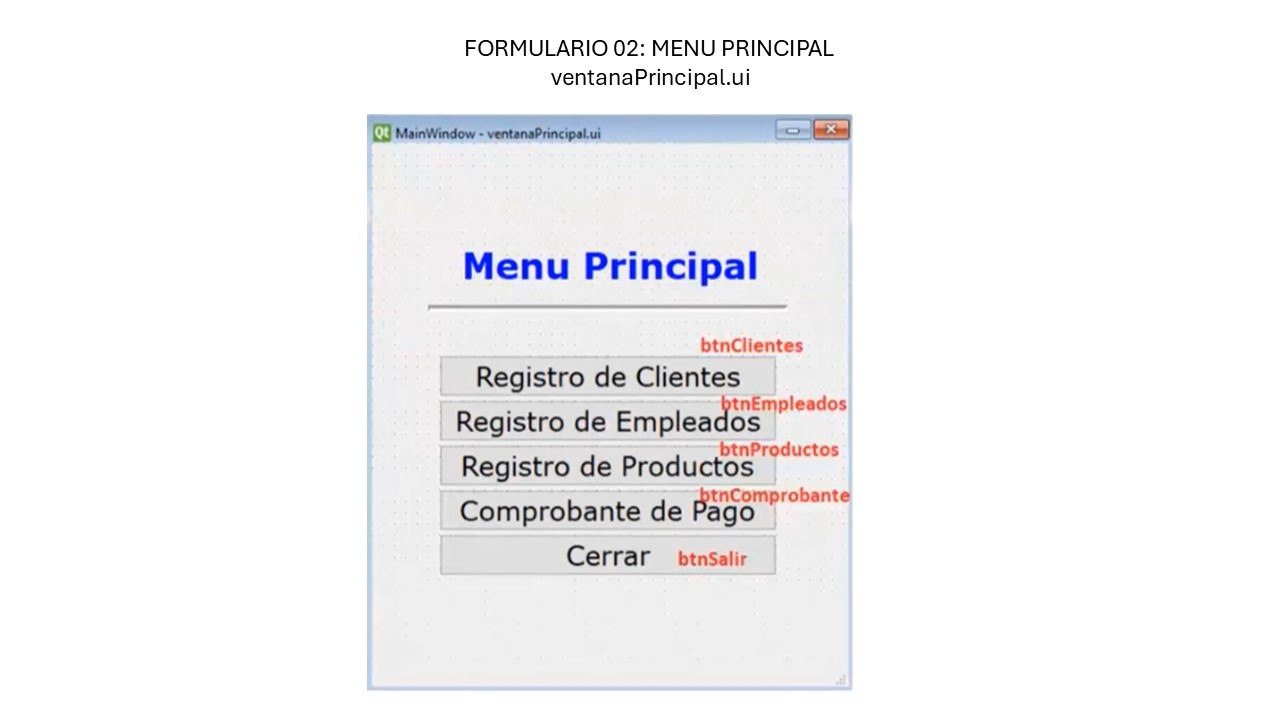 FORMULARIO 02: MENU PRINCIPAL
ventanaPrincipal.ui
Qt MainWindow - ventanaPrincipal.ui
Menu Principal
btnClientes
Registro de Clientes
btnEmpleados
Registro de Empleados
btnProductos
Registro de Productos
btnComprobante
Comprobante de Pago
Cerrar btnSalir